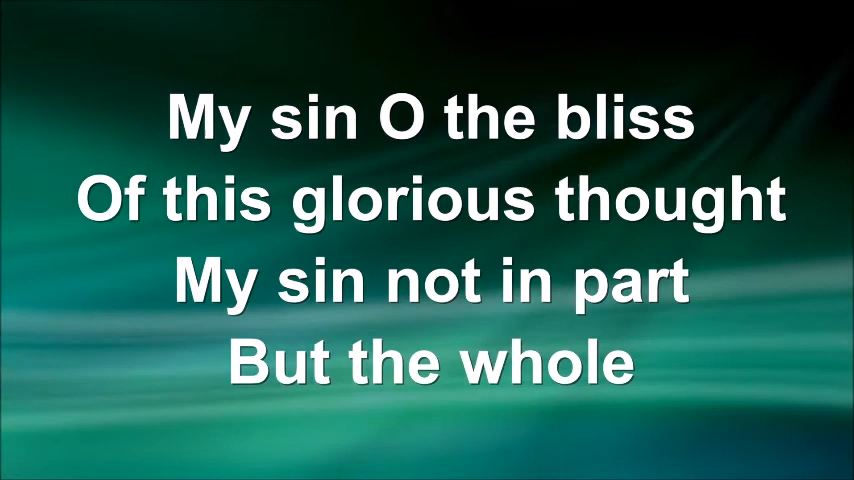 My sin O the bliss
Of this glorious thought
My sin not in part
But the whole